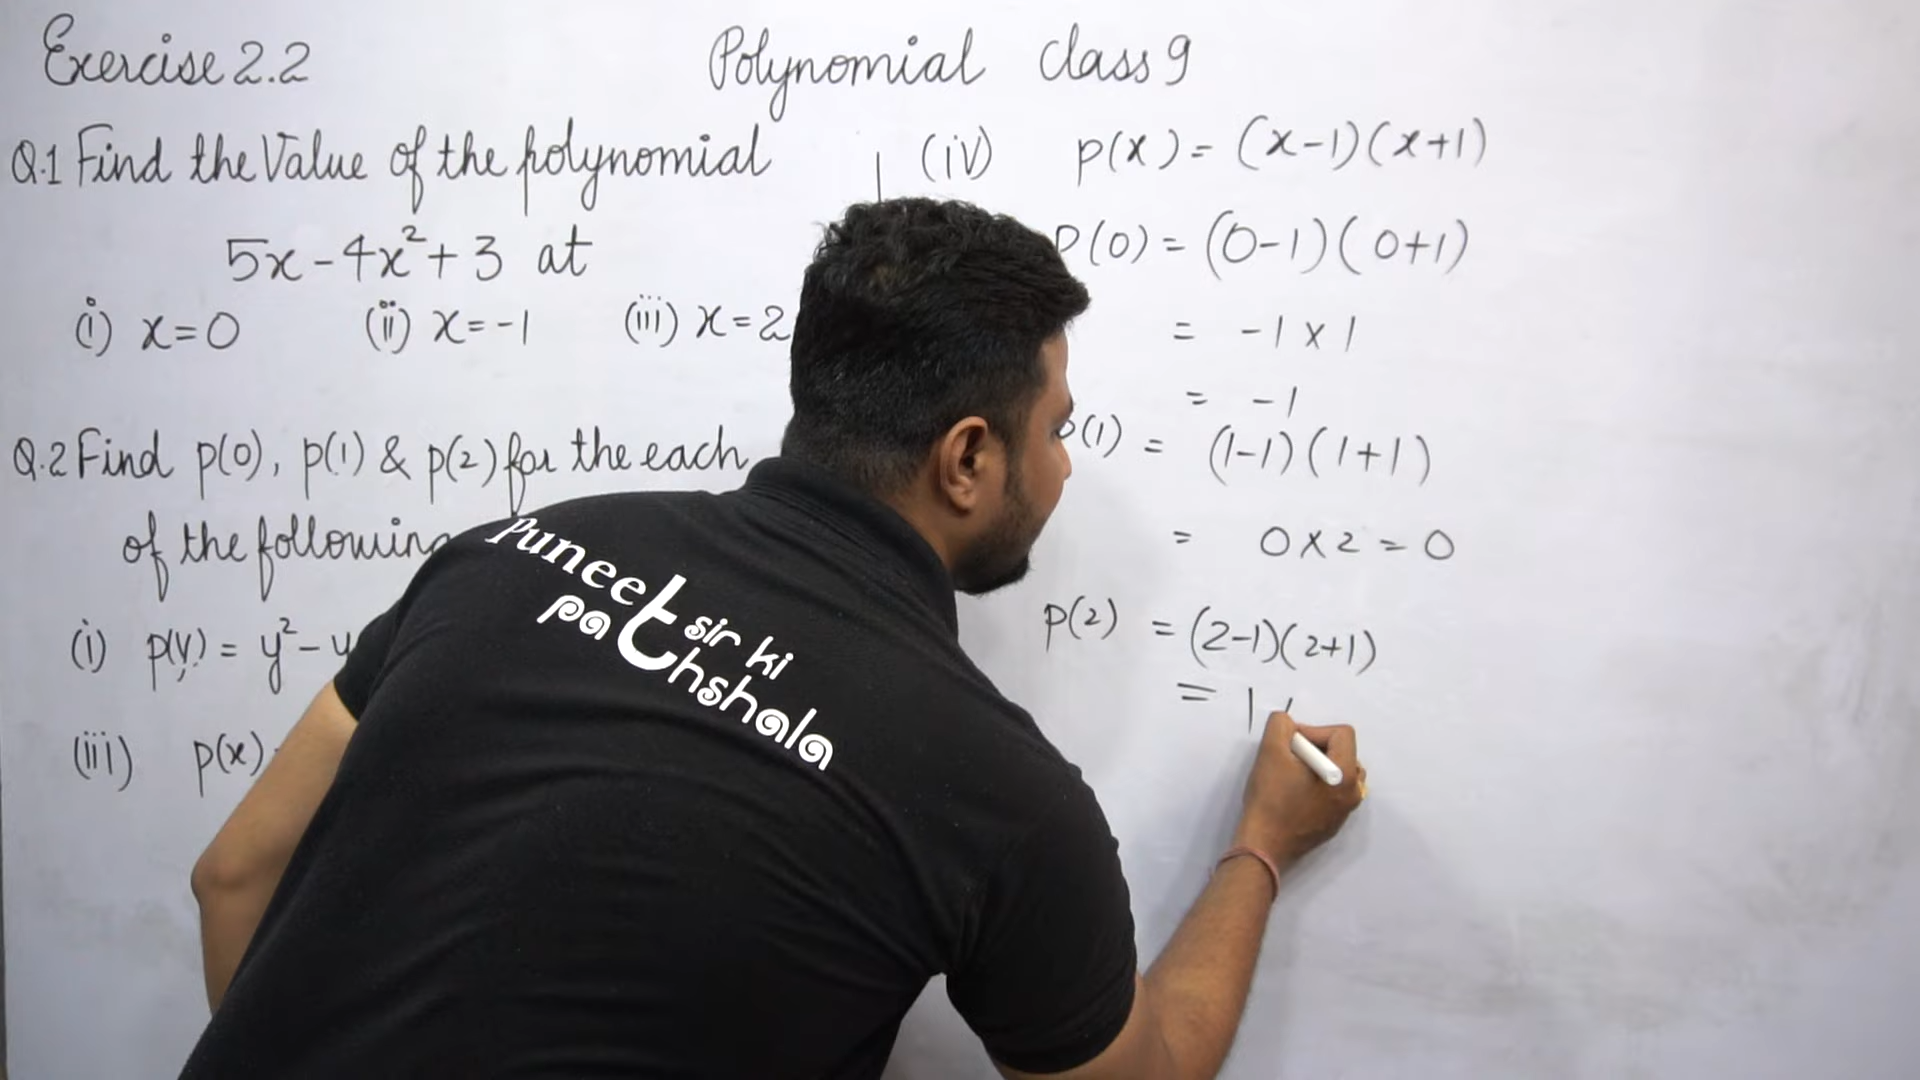 Exercise 2.2
Polynomial class 9
Q.1 Find the Value of the polynomial
5x - 4x² + 3 at
(i) x=0 (ii) x=-1 (iii) x=2
Q.2 Find p(0), p(1) & p(2) for the each
of the following
(i) p(y) = y² -
(iii) p(x)
(iv) p(x) = (x-1)(x+1)
P(0) = (0-1)(0+1)
= -1 x 1
= -1
(1) = (1-1)(1+1)
= 0 x 2 = 0
P(2) = (2-1)(2+1)
= 1
Puneet sir ki
pathshala